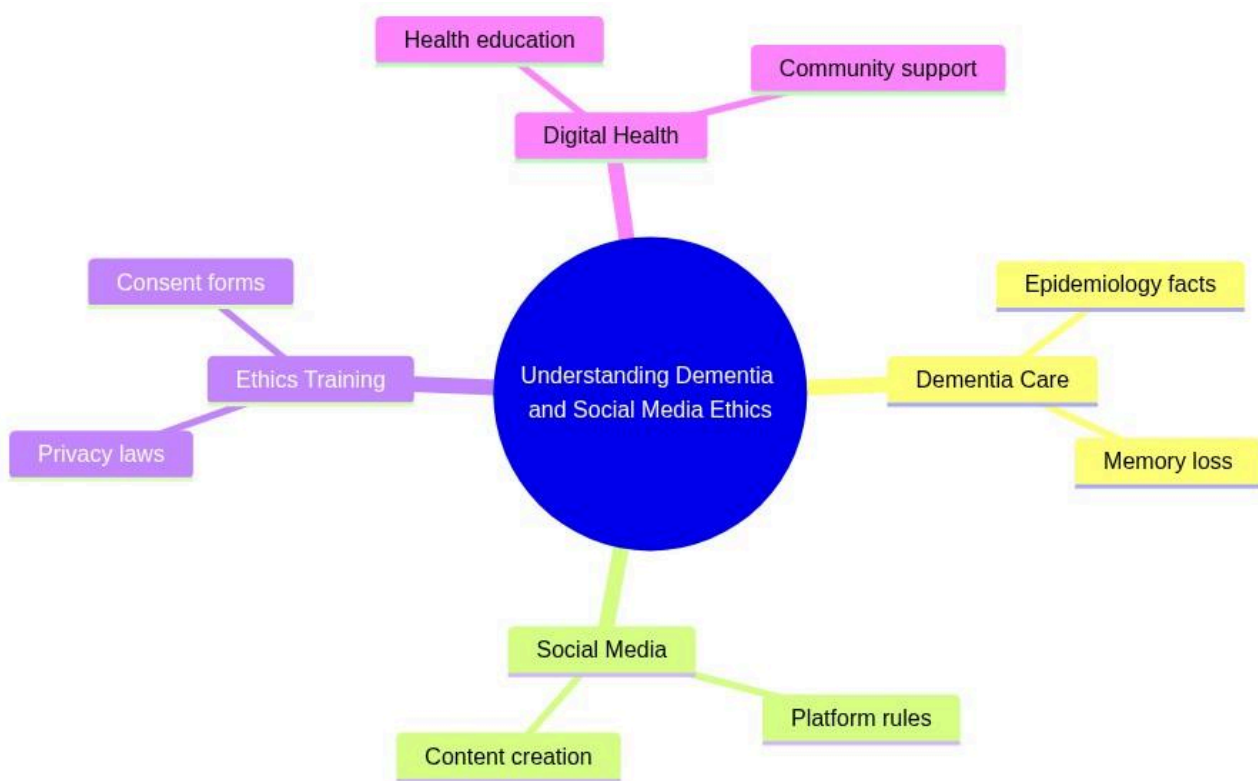 Health education
Community support
Digital Health
Consent forms
Epidemiology facts
Ethics Training
Understanding Dementia
and Social Media Ethics
Dementia Care
Privacy laws
Memory loss
Social Media
Platform rules
Content creation